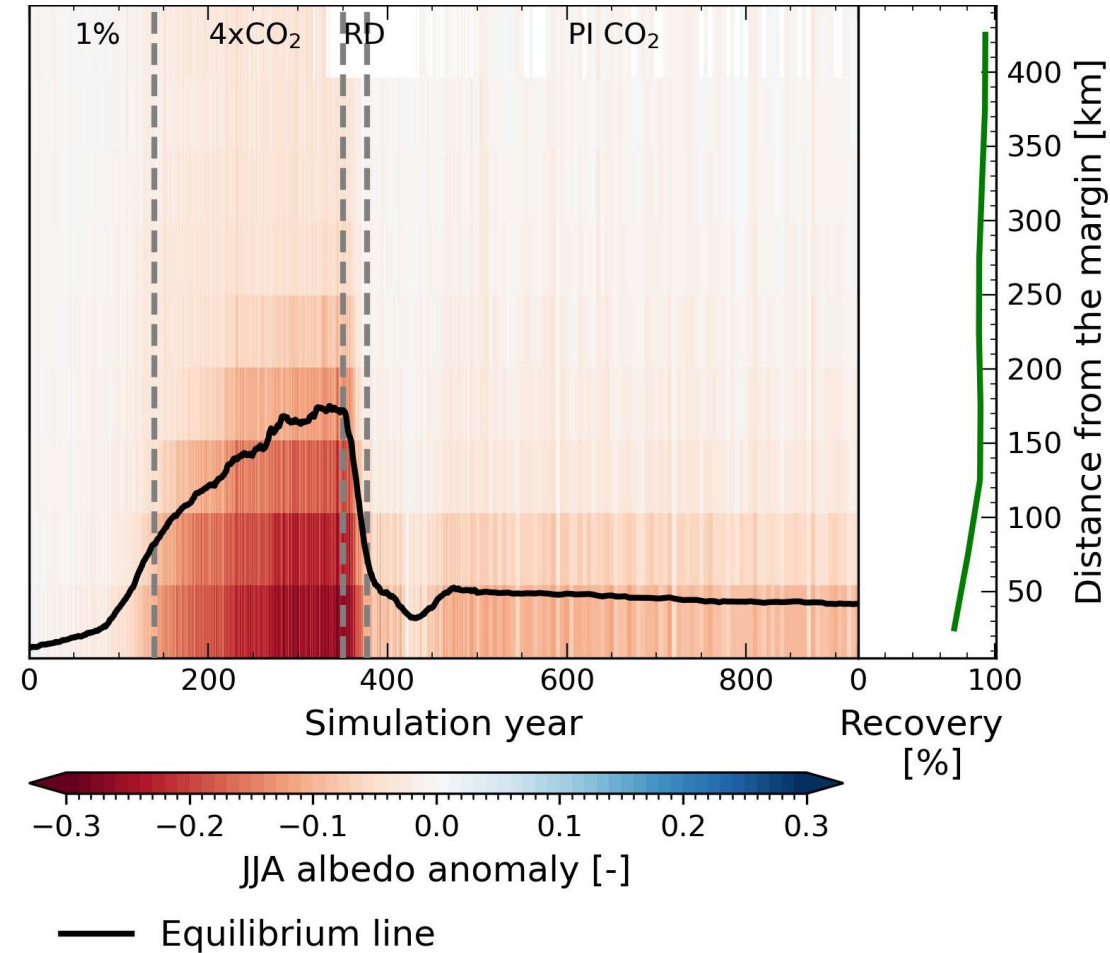 1% 4xCO₂ RD PI CO₂
400
350
300
250
200
150
100
50
Distance from the margin [km]
0 200 400 600 800 0 100
Simulation year
Recovery
[%]
−0.3 −0.2 −0.1 0.0 0.1 0.2 0.3
JJA albedo anomaly [-]
Equilibrium line